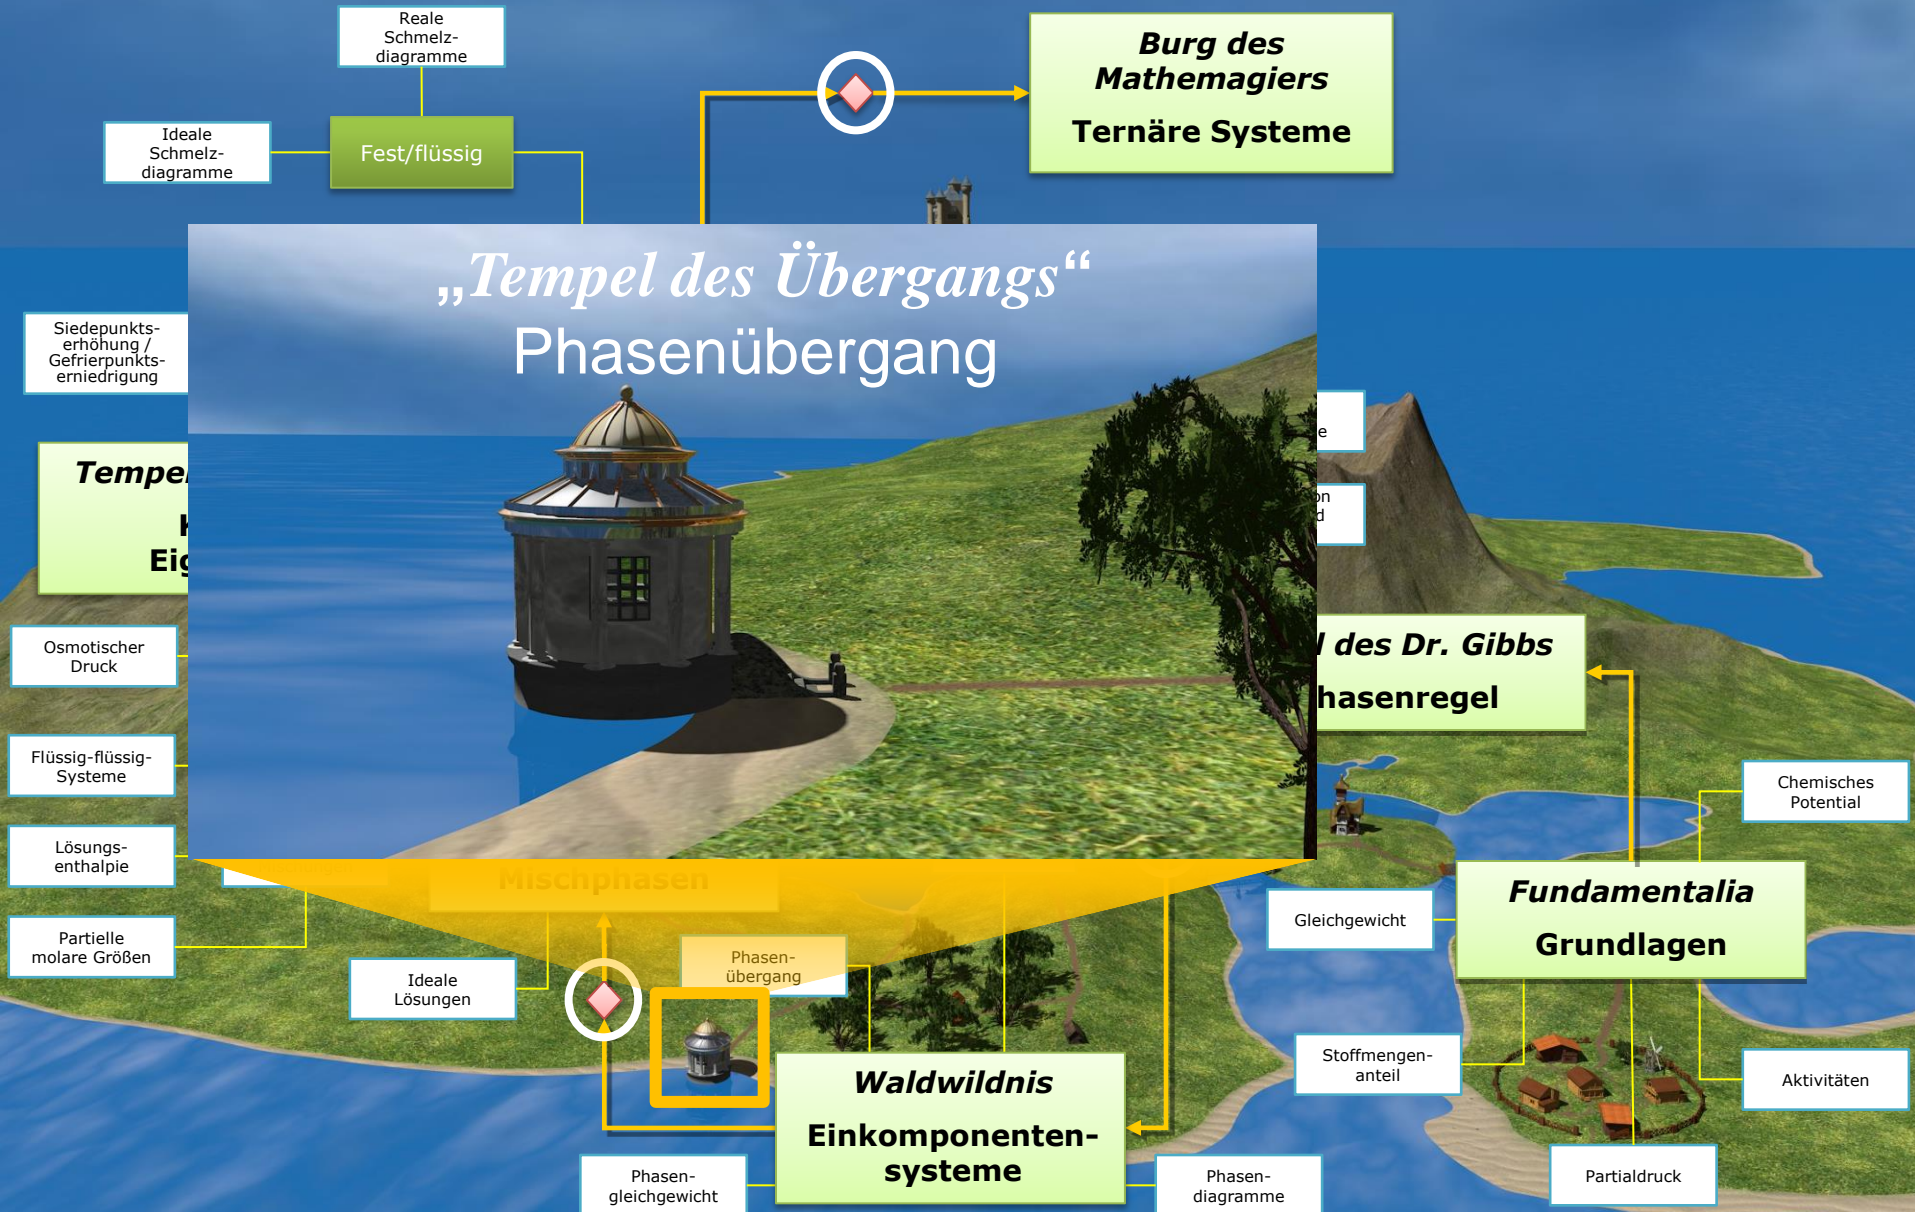 Reale
Schmelz-
diagramme
Burg des
Mathemagiers
Ternäre Systeme
Ideale
Schmelz-
diagramme
Fest/flüssig
„Tempel des Übergangs“
Phasenübergang
Siedepunkts-
erhöhung /
Gefrierpunkts-
erniedrigung
Tempel
Eig
Osmotischer
Druck
des Dr. Gibbs
hasenregel
Flüssig-flüssig-
Systeme
Chemisches
Potential
Lösungs-
enthalpie
Mischphasen
Fundamentalia
Grundlagen
Gleichgewicht
Partielle
molare Größen
Phasen-
übergang
Ideale
Lösungen
Stoffmengen-
anteil
Aktivitäten
Waldwildnis
Einkomponenten-
systeme
Phasen-
gleichgewicht
Phasen-
diagramme
Partialdruck